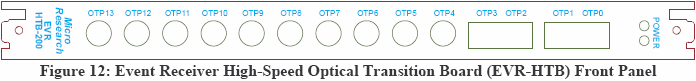 Micro
Research
EVR
HTB-200
OTP13 OTP12 OTP11 OTP10 OTP9 OTP8 OTP7 OTP6 OTP5 OTP4 OTP3 OTP2 OTP1 OTP0
POWER
Figure 12: Event Receiver High-Speed Optical Transition Board (EVR-HTB) Front Panel